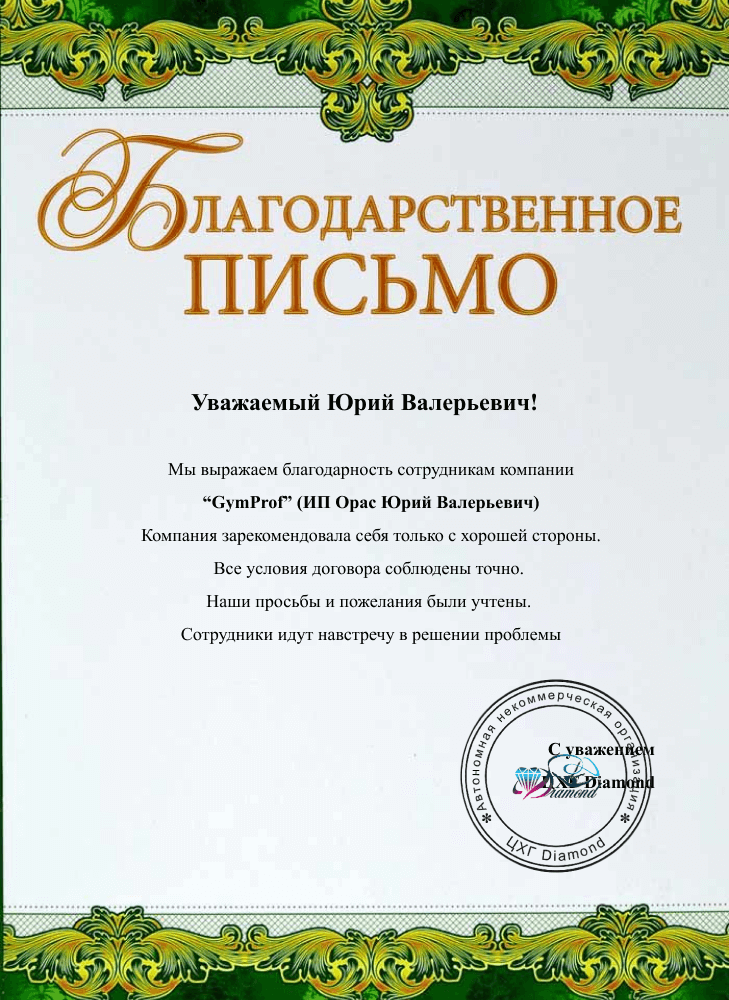 Благодарственное
письмо
Уважаемый Юрий Валерьевич!
Мы выражаем благодарность сотрудникам компании
“GymProf” (ИП Орас Юрий Валерьевич)
Компания зарекомендовала себя только с хорошей стороны.
Все условия договора соблюдены точно.
Наши просьбы и пожелания были учтены.
Сотрудники идут навстречу в решении проблемы
С уважением
ЦХГ Diamond
Diamond
* Автономная некоммерческая организация *
ЦХГ Diamond